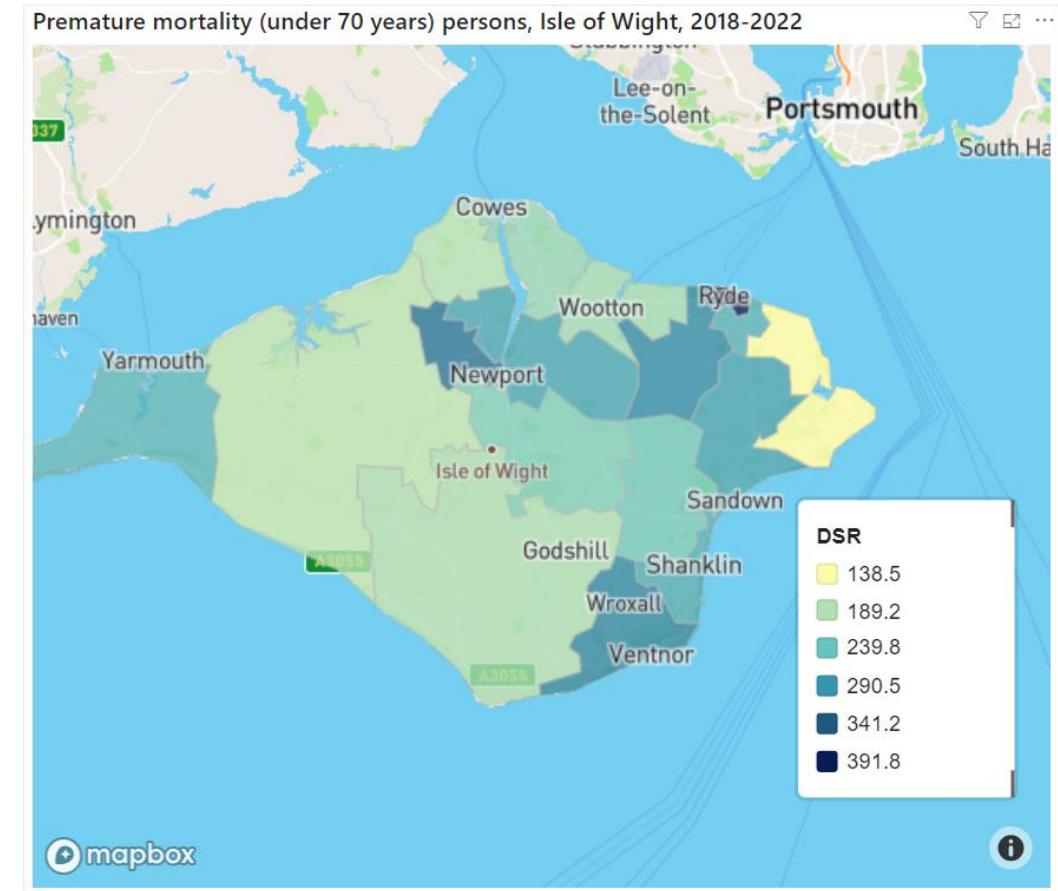 Premature mortality (under 70 years) persons, Isle of Wight, 2018-2022
Lee-on-
the-Solent
Portsmouth
337
South Ha
ymington
Cowes
Ryde
Wootton
haven
Yarmouth
Newport
Isle of Wight
Sandown
Godshill
A3055
Shanklin
Wroxall
Ventnor
A3055
DSR
138.5
189.2
239.8
290.5
341.2
391.8
mapbox